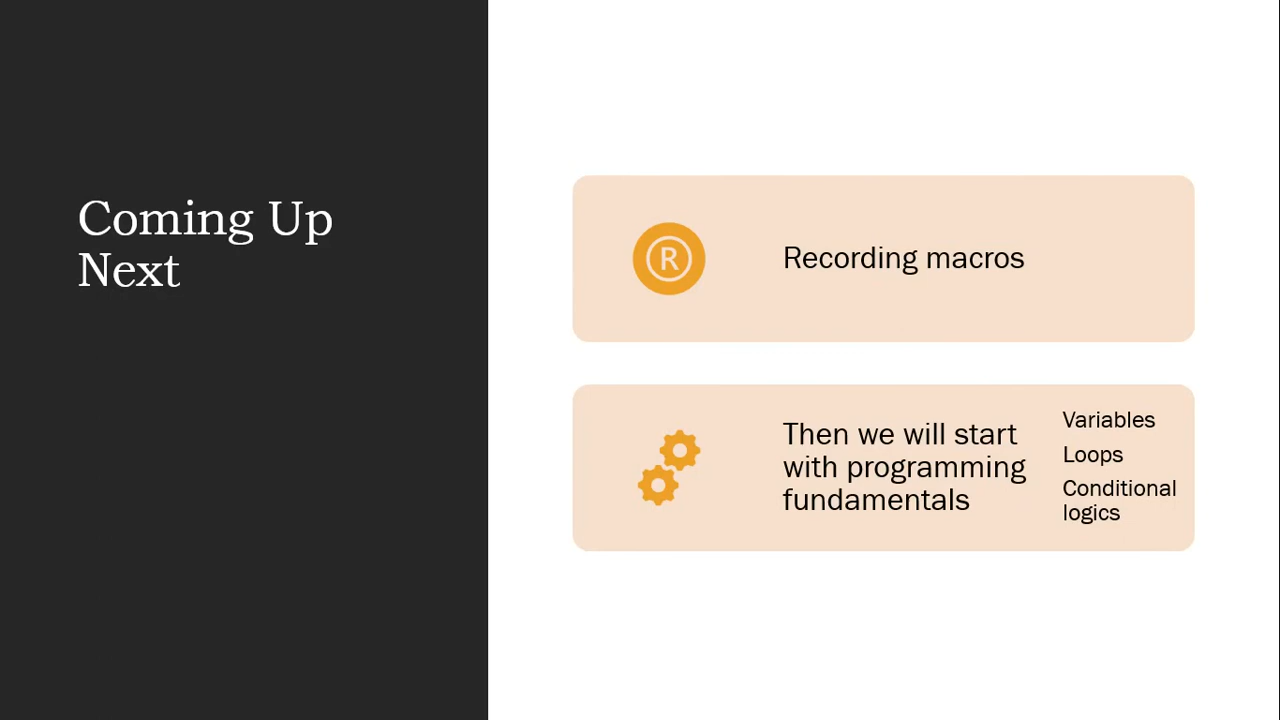 Coming Up
Next
R
Recording macros
Then we will start
with programming
fundamentals
Variables
Loops
Conditional
logics